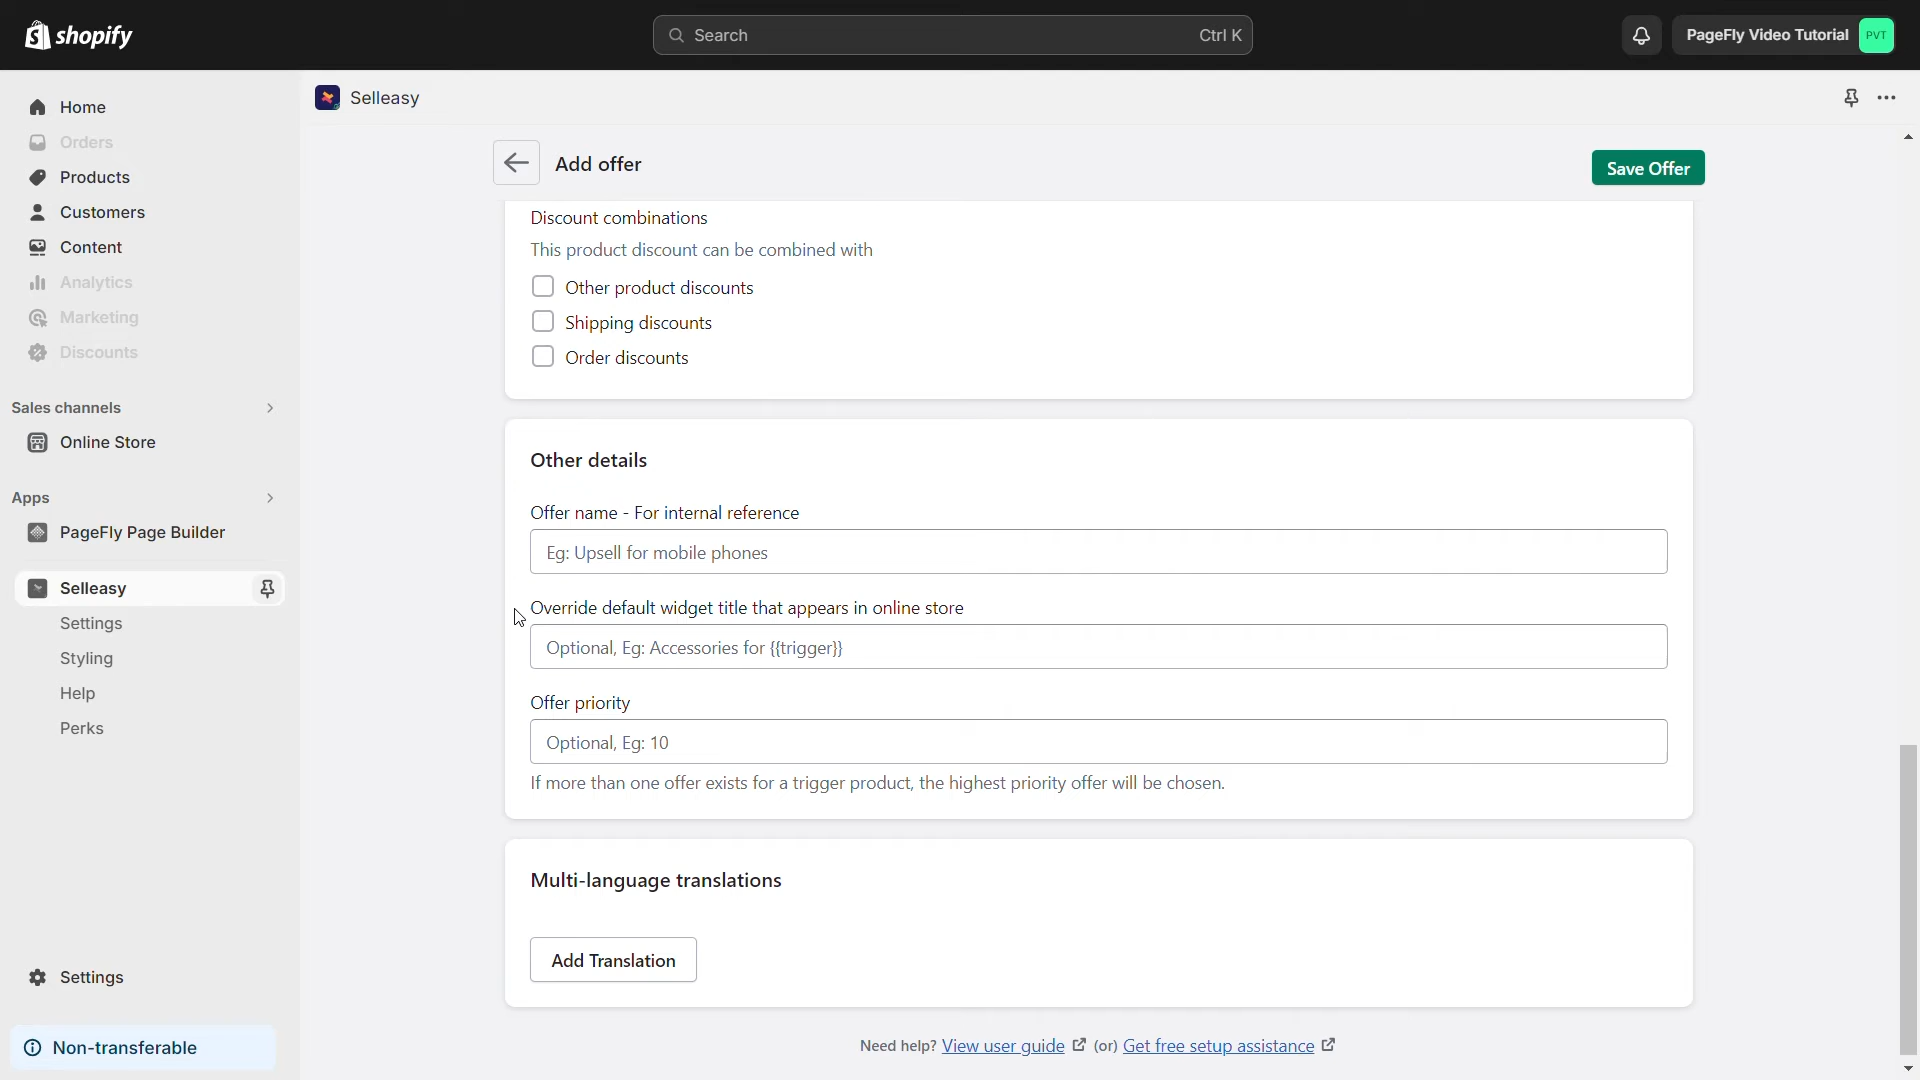 shopify
Search
Ctrl K
PageFly Video Tutorial
PVT
Home
Orders
Products
Customers
Content
Analytics
Marketing
Discounts
Sales channels
Online Store
Apps
PageFly Page Builder
Selleasy
Settings
Styling
Help
Perks
Settings
Non-transferable
Selleasy
Add offer
Save Offer
Discount combinations
This product discount can be combined with
Other product discounts
Shipping discounts
Order discounts
Other details
Offer name - For internal reference
Eg: Upsell for mobile phones
Override default widget title that appears in online store
Optional, Eg: Accessories for {{trigger}}
Offer priority
Optional, Eg: 10
If more than one offer exists for a trigger product, the highest priority offer will be chosen.
Multi-language translations
Add Translation
Need help? View user guide (or) Get free setup assistance